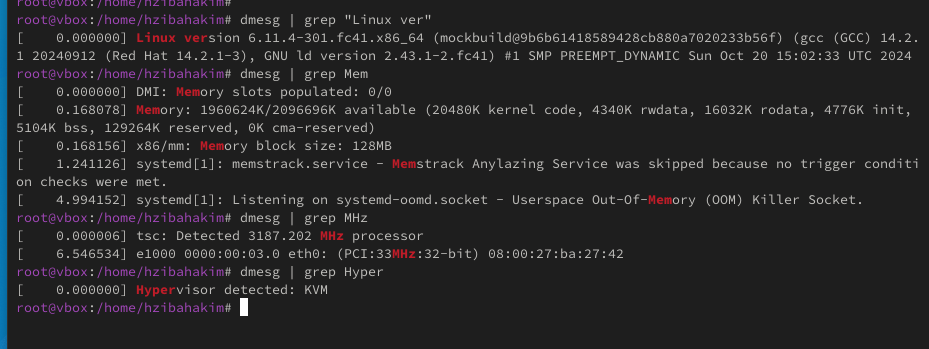 root@vbox:/home/hzibahakim#
root@vbox:/home/hzibahakim# dmesg | grep "Linux ver"
[    0.000000] Linux version 6.11.4-301.fc41.x86_64 (mockbuild@9b6b61418589428cb880a7020233b56f) (gcc (GCC) 14.2.
1 20240912 (Red Hat 14.2.1-3), GNU ld version 2.43.1-2.fc41) #1 SMP PREEMPT_DYNAMIC Sun Oct 20 15:02:33 UTC 2024
root@vbox:/home/hzibahakim# dmesg | grep Mem
[    0.000000] DMI: Memory slots populated: 0/0
[    0.168078] Memory: 1960624K/2096696K available (20480K kernel code, 4340K rwdata, 16032K rodata, 4776K init,
5104K bss, 129264K reserved, 0K cma-reserved)
[    0.168156] x86/mm: Memory block size: 128MB
[    1.241126] systemd[1]: memstrack.service - Memstrack Anylazing Service was skipped because no trigger conditi
on checks were met.
[    4.994152] systemd[1]: Listening on systemd-oomd.socket - Userspace Out-Of-Memory (OOM) Killer Socket.
root@vbox:/home/hzibahakim# dmesg | grep MHz
[    0.000006] tsc: Detected 3187.202 MHz processor
[    6.546534] e1000 0000:00:03.0 eth0: (PCI:33MHz:32-bit) 08:00:27:ba:27:42
root@vbox:/home/hzibahakim# dmesg | grep Hyper
[    0.000000] Hypervisor detected: KVM
root@vbox:/home/hzibahakim#